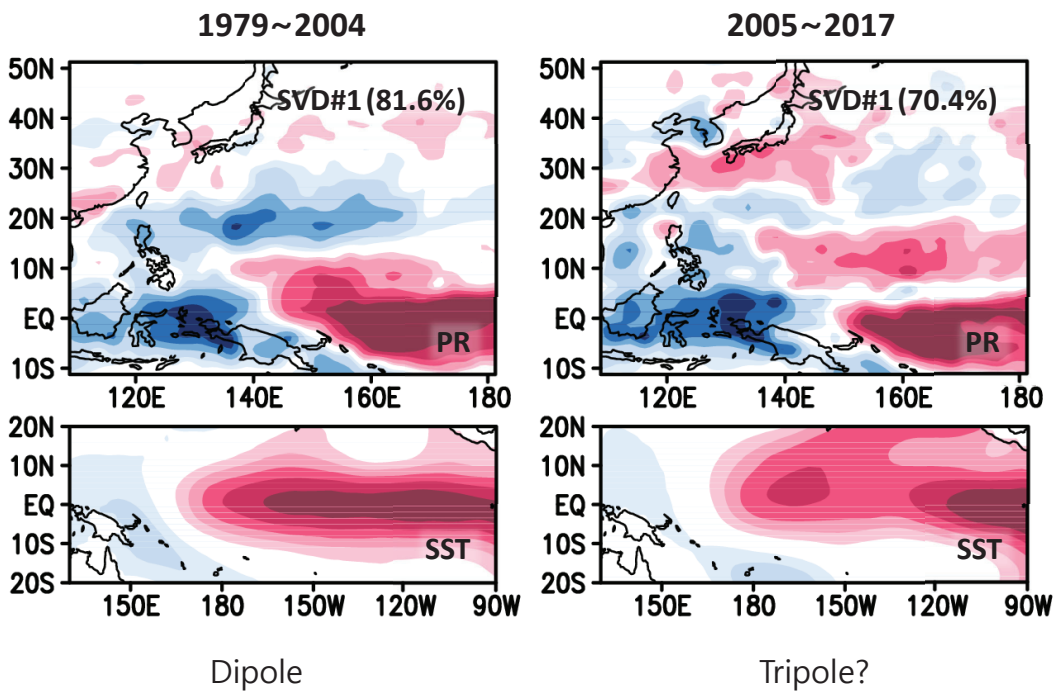 1979~2004 2005~2017
50N
40N
30N
20N
10N
EQ
10S
SVD#1 (81.6%)
PR
120E 140E 160E 180
50N
40N
30N
20N
10N
EQ
10S
SVD#1 (70.4%)
PR
120E 140E 160E 180
20N
10N
EQ
10S
20S
SST
150E 180 150W 120W 90W
20N
10N
EQ
10S
20S
SST
150E 180 150W 120W 90W
Dipole Tripole?